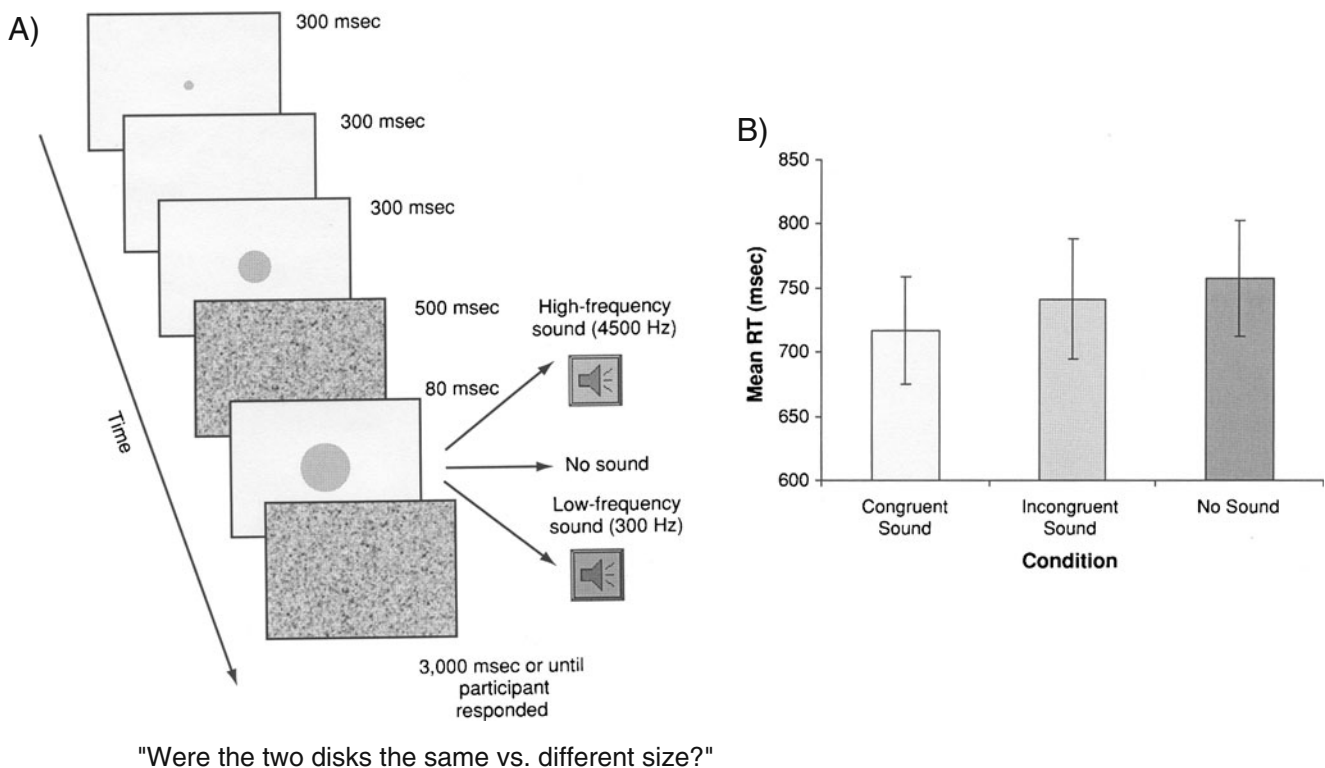 A)
300 msec
300 msec
300 msec
500 msec
80 msec
High-frequency
sound (4500 Hz)
No sound
Low-frequency
sound (300 Hz)
Time
3,000 msec or until
participant
responded
"Were the two disks the same vs. different size?"
B)
Mean RT (msec)
850
800
750
700
650
600
Congruent
Sound
Incongruent
Sound
No Sound
Condition